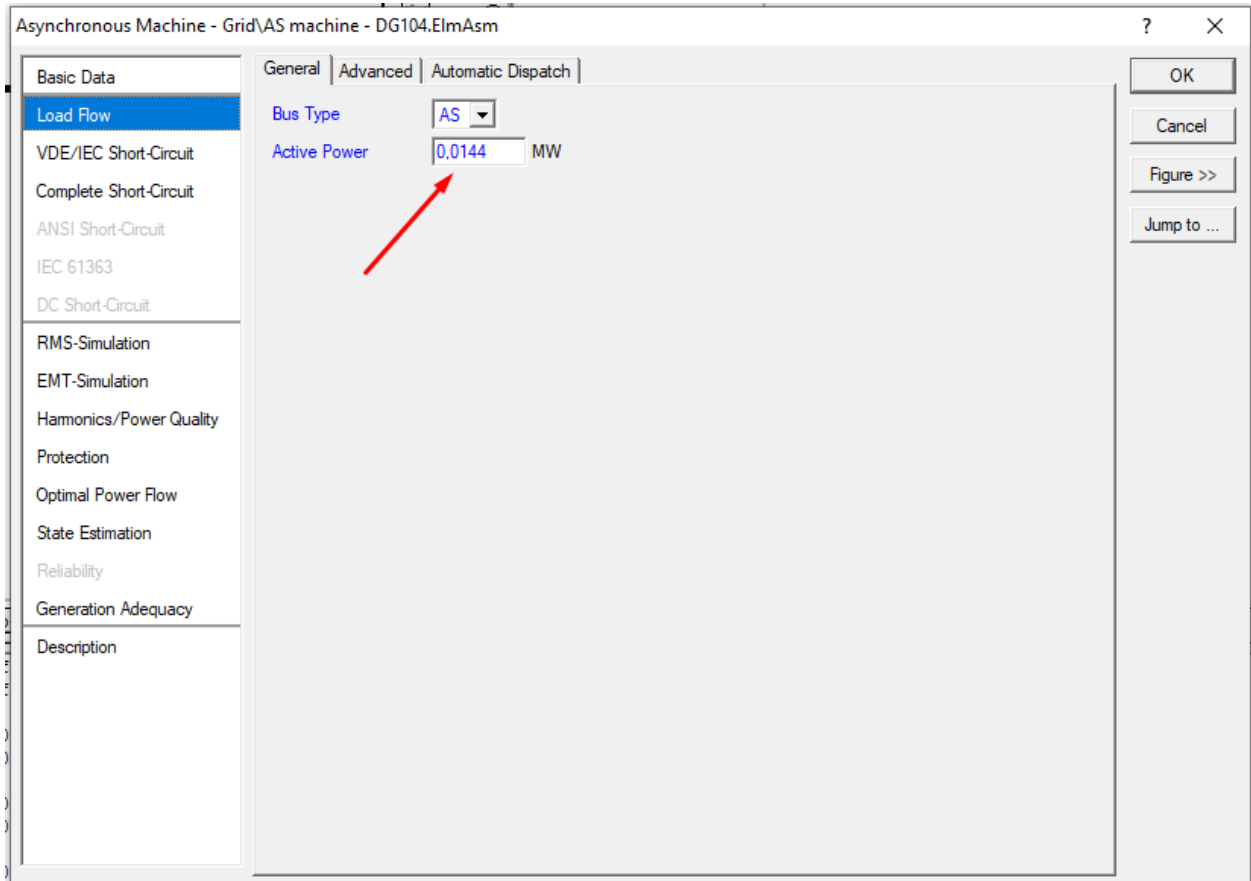 Asynchronous Machine - Grid\AS machine - DG104.ElmAsm ?
Basic Data
Load Flow
VDE/IEC Short-Circuit
Complete Short-Circuit
ANSI Short-Circuit
IEC 61363
DC Short-Circuit
RMS-Simulation
EMT-Simulation
Harmonics/Power Quality
Protection
Optimal Power Flow
State Estimation
Reliability
Generation Adequacy
Description
General Advanced Automatic Dispatch
Bus Type AS
Active Power 0,0144 MW
OK
Cancel
Figure >>
Jump to ...